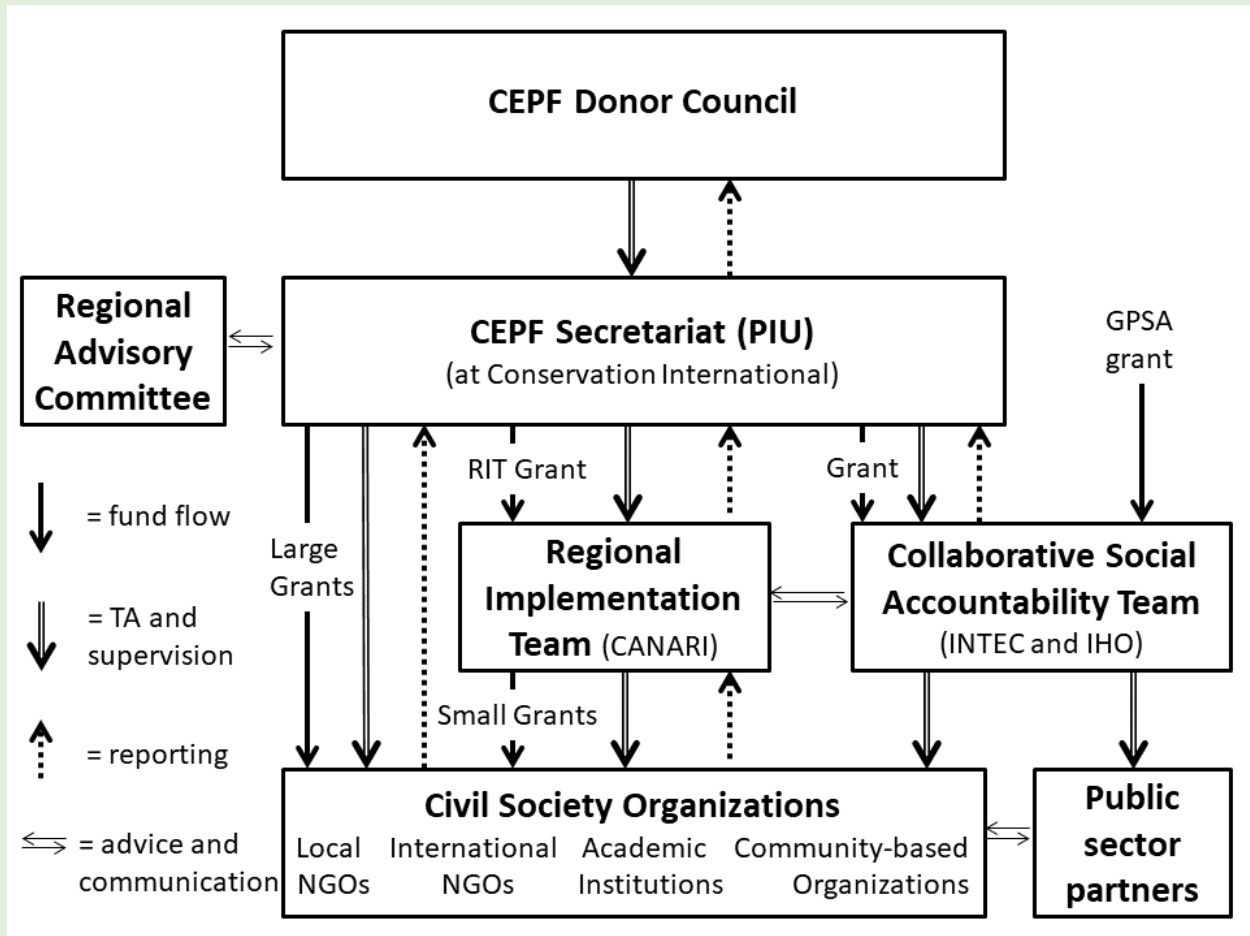 CEPF Donor Council
Regional
Advisory
Committee
CEPF Secretariat (PIU)
(at Conservation International)
GPSA
grant
= fund flow
= TA and
supervision
= reporting
= advice and
communication
Large
Grants
RIT Grant
Grant
Regional
Implementation
Team (CANARI)
Collaborative Social
Accountability Team
(INTEC and IHO)
Small Grants
Civil Society Organizations
Local
NGOs
International
NGOs
Academic
Institutions
Community-based
Organizations
Public
sector
partners